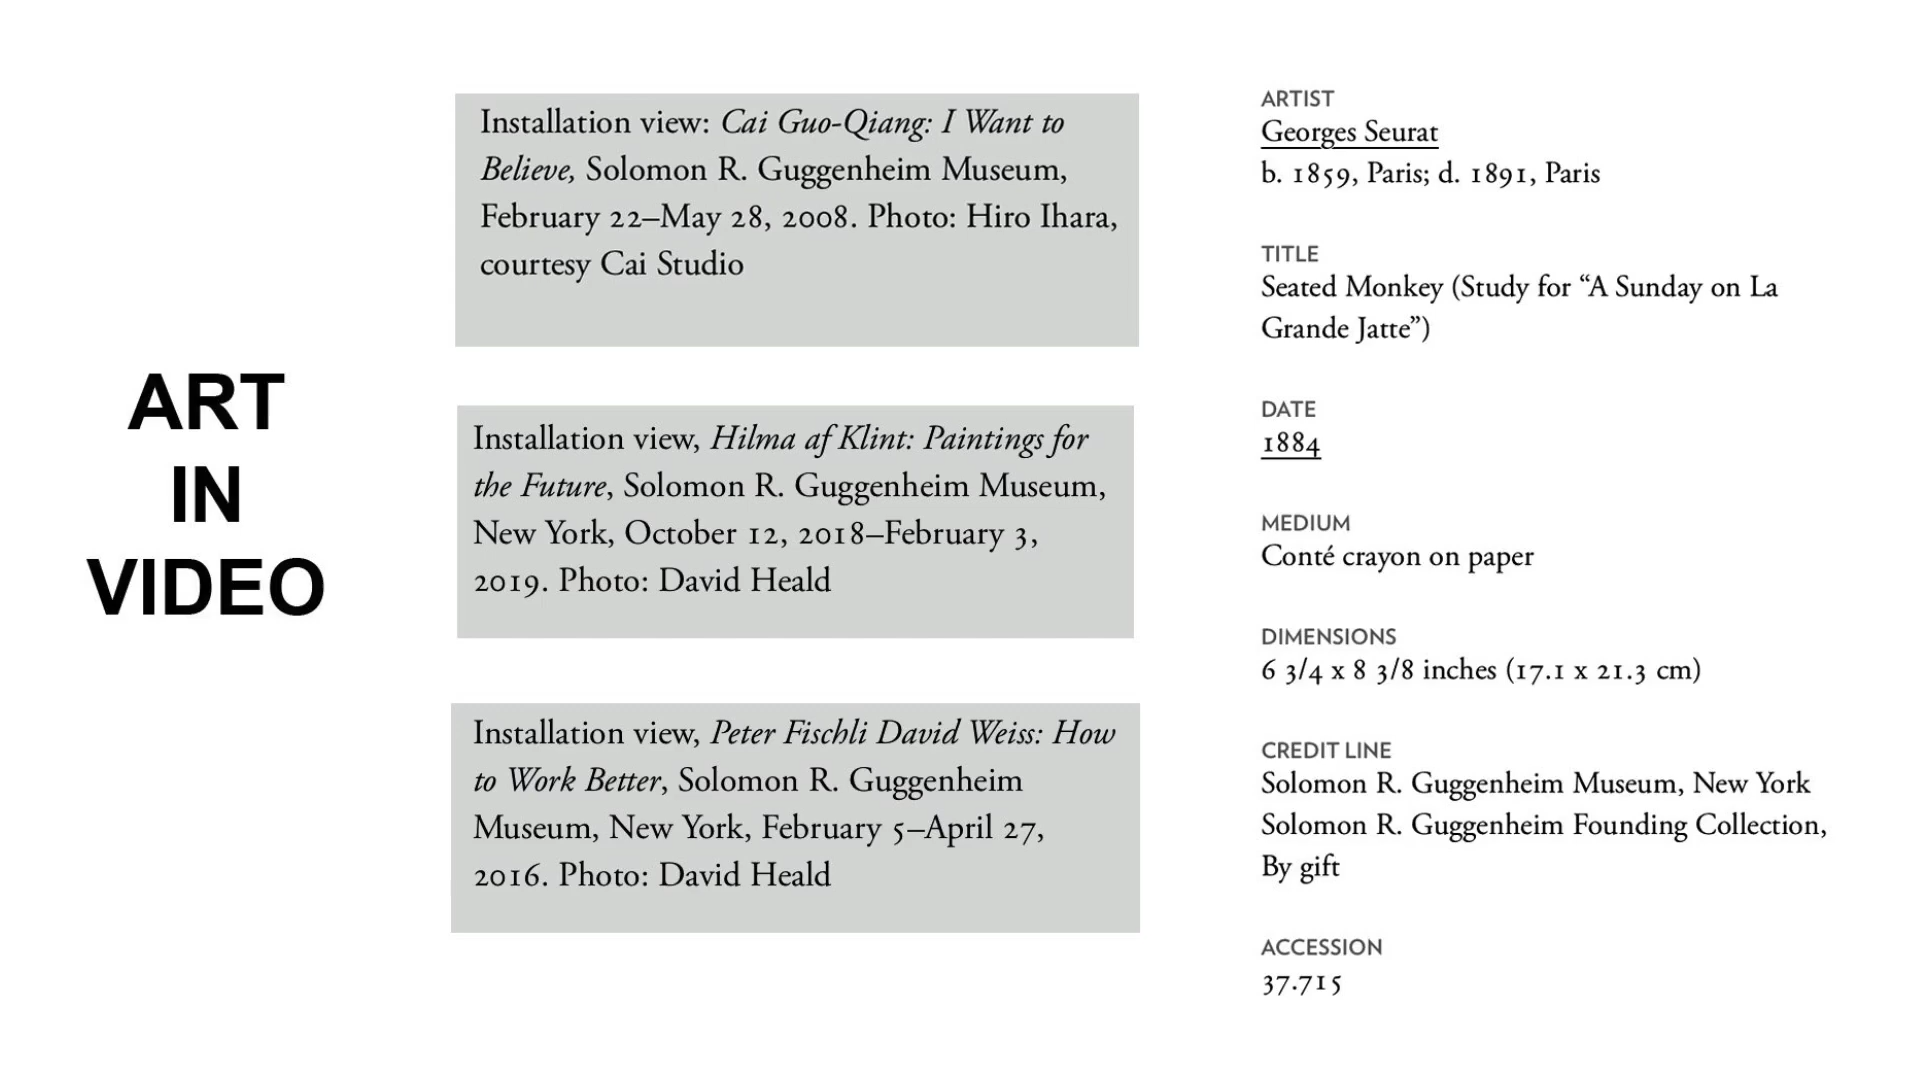 ART
IN
VIDEO
Installation view: Cai Guo-Qiang: I Want to
Believe, Solomon R. Guggenheim Museum,
February 22–May 28, 2008. Photo: Hiro Ihara,
courtesy Cai Studio
Installation view, Hilma af Klint: Paintings for
the Future, Solomon R. Guggenheim Museum,
New York, October 12, 2018–February 3,
2019. Photo: David Heald
Installation view, Peter Fischli David Weiss: How
to Work Better, Solomon R. Guggenheim
Museum, New York, February 5–April 27,
2016. Photo: David Heald
ARTIST
Georges Seurat
b. 1859, Paris; d. 1891, Paris
TITLE
Seated Monkey (Study for “A Sunday on La
Grande Jatte”)
DATE
1884
MEDIUM
Conté crayon on paper
DIMENSIONS
6 3/4 x 8 3/8 inches (17.1 x 21.3 cm)
CREDIT LINE
Solomon R. Guggenheim Museum, New York
Solomon R. Guggenheim Founding Collection,
By gift
ACCESSION
37.715